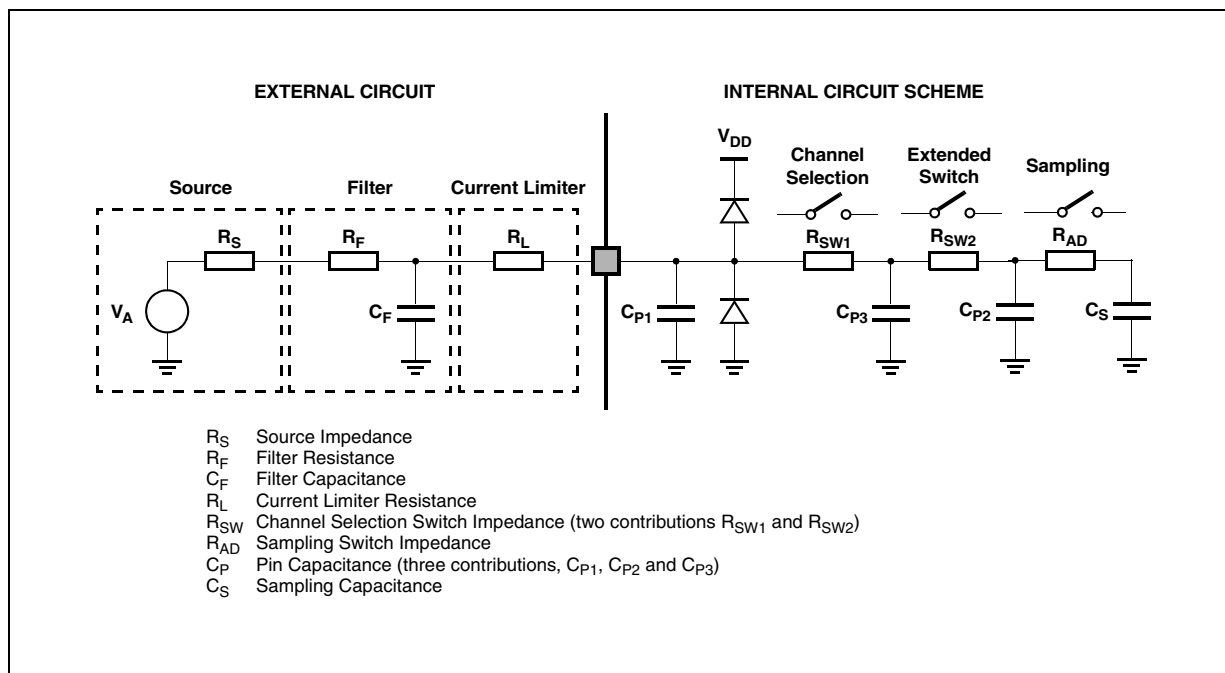 EXTERNAL CIRCUIT
INTERNAL CIRCUIT SCHEME
Source
Filter
Current Limiter
VDD
Channel
Selection
Extended
Switch
Sampling
RS
RF
RL
RSW1
RSW2
RAD
VA
CF
CP1
CP3
CP2
CS
RS Source Impedance
RF Filter Resistance
CF Filter Capacitance
RL Current Limiter Resistance
RSW Channel Selection Switch Impedance (two contributions RSW1 and RSW2)
RAD Sampling Switch Impedance
CP Pin Capacitance (three contributions, CP1, CP2 and CP3)
CS Sampling Capacitance